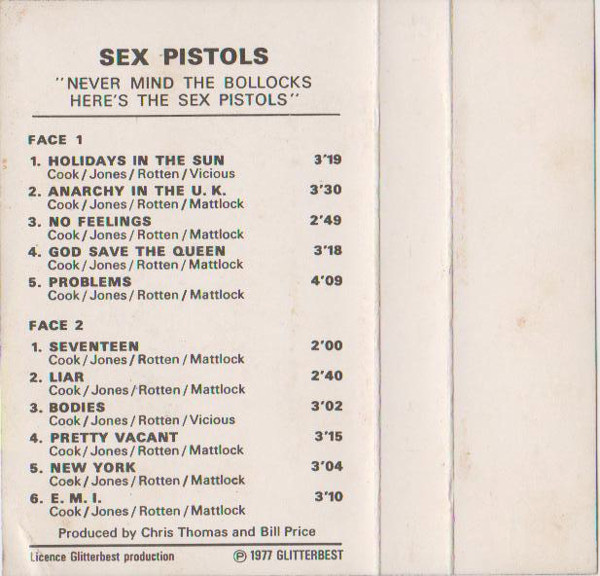 SEX PISTOLS
"NEVER MIND THE BOLLOCKS
HERE'S THE SEX PISTOLS"
FACE 1
1. HOLIDAYS IN THE SUN 3'19
Cook/Jones/Rotten/Vicious
2. ANARCHY IN THE U.K. 3'30
Cook/Jones/Rotten/Mattlock
3. NO FEELINGS 2'49
Cook/Jones/Rotten/Mattlock
4. GOD SAVE THE QUEEN 3'18
Cook/Jones/Rotten/Mattlock
5. PROBLEMS 4'09
Cook/Jones/Rotten/Mattlock
FACE 2
1. SEVENTEEN 2'00
Cook/Jones/Rotten/Mattlock
2. LIAR 2'40
Cook/Jones/Rotten/Mattlock
3. BODIES 3'02
Cook/Jones/Rotten/Vicious
4. PRETTY VACANT 3'15
Cook/Jones/Rotten/Mattlock
5. NEW YORK 3'04
Cook/Jones/Rotten/Mattlock
6. E.M.I. 3'10
Cook/Jones/Rotten/Mattlock
Produced by Chris Thomas and Bill Price
Licence Glitterbest production ℗ 1977 GLITTERBEST